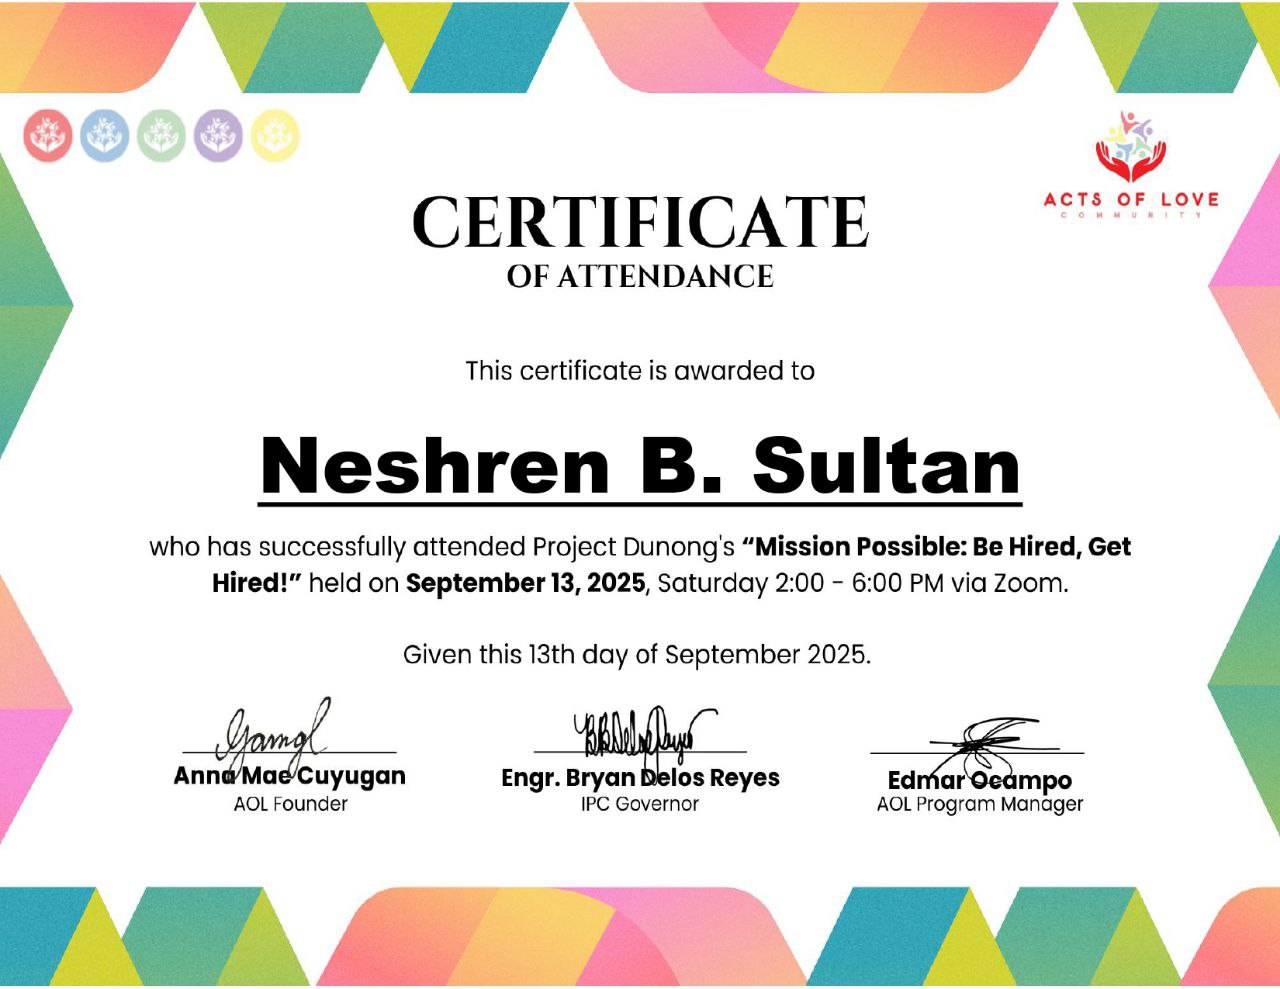 ACTS OF LOVE
COMMUNITY
CERTIFICATE
OF ATTENDANCE
This certificate is awarded to
Neshren B. Sultan
who has successfully attended Project Dunong's “Mission Possible: Be Hired, Get
Hired!” held on September 13, 2025, Saturday 2:00 - 6:00 PM via Zoom.
Given this 13th day of September 2025.
Anna Mae Cuyugan
AOL Founder
Engr. Bryan Delos Reyes
IPC Governor
Edmar Ocampo
AOL Program Manager